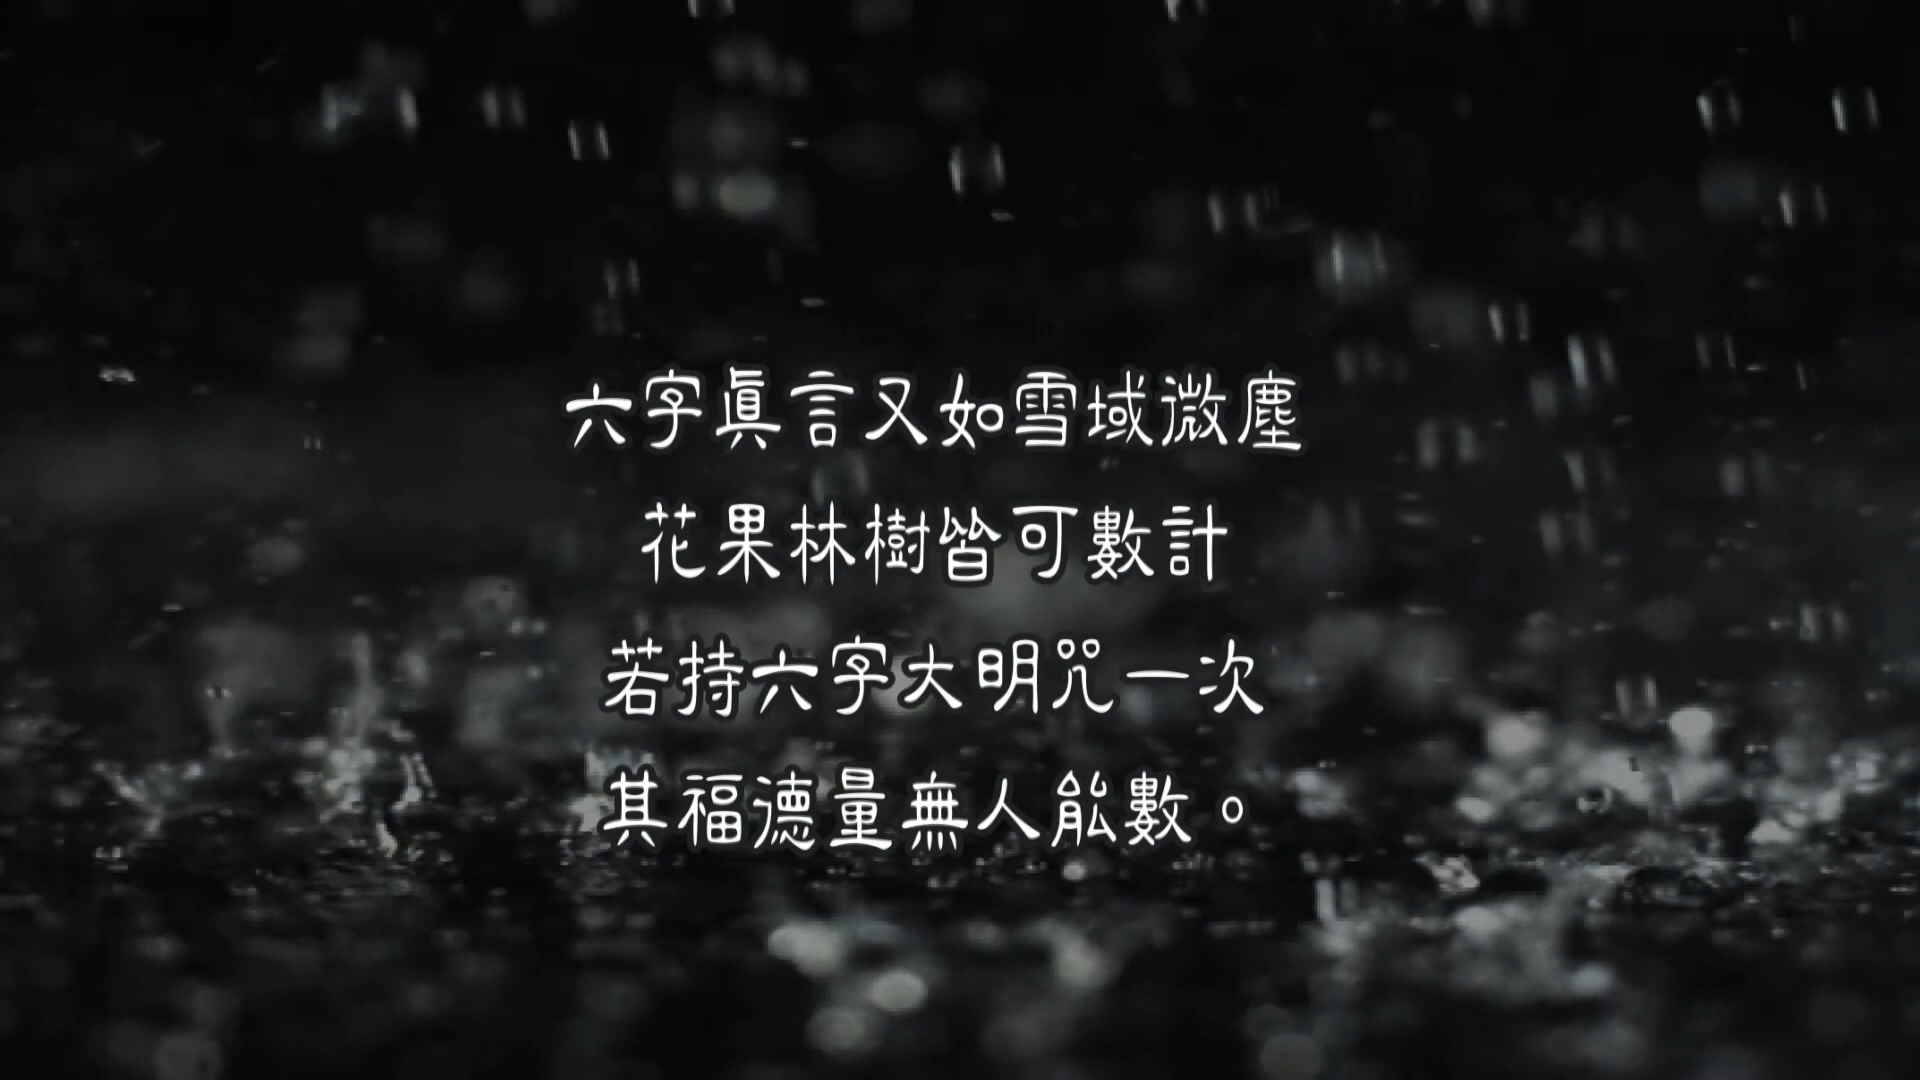 六字真言又如雪域微塵
花果林樹皆可數計
若持六字大明咒一次
其福德量無人能數。